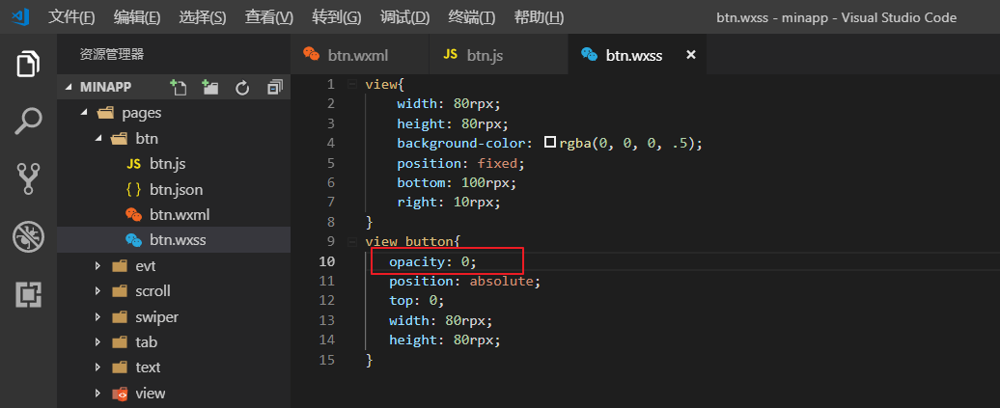 文件(F) 编辑(E) 选择(S) 查看(V) 转到(G) 调试(D) 终端(T) 帮助(H) btn.wxss - minapp - Visual Studio Code
资源管理器
MINAPP
pages
btn
JS btn.js
{ } btn.json
btn.wxml
btn.wxss
evt
scroll
swiper
tab
text
view
btn.wxml JS btn.js btn.wxss ×
1 view{
2 width: 80rpx;
3 height: 80rpx;
4 background-color: rgba(0, 0, 0, .5);
5 position: fixed;
6 bottom: 100rpx;
7 right: 10rpx;
8 }
9 view button{
10 opacity: 0;
11 position: absolute;
12 top: 0;
13 width: 80rpx;
14 height: 80rpx;
15 }